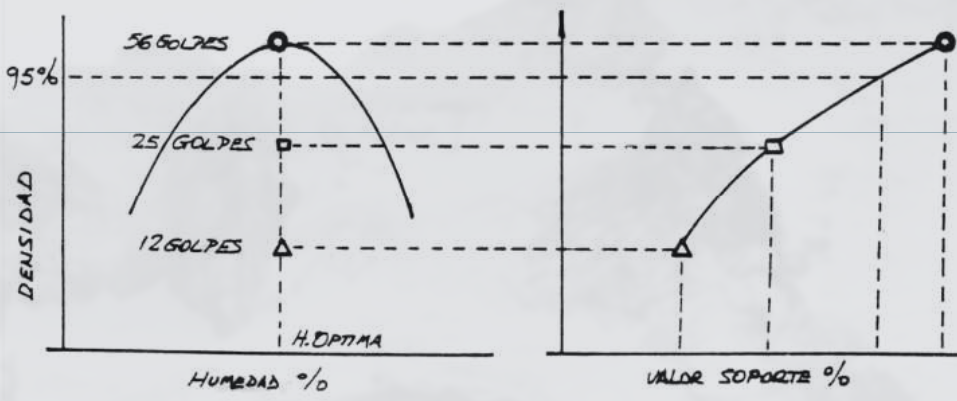 56 GOLPES
95%
25 GOLPES
12 GOLPES
DENSIDAD
H. OPTIMA
HUMEDAD %
VALOR SOPORTE %